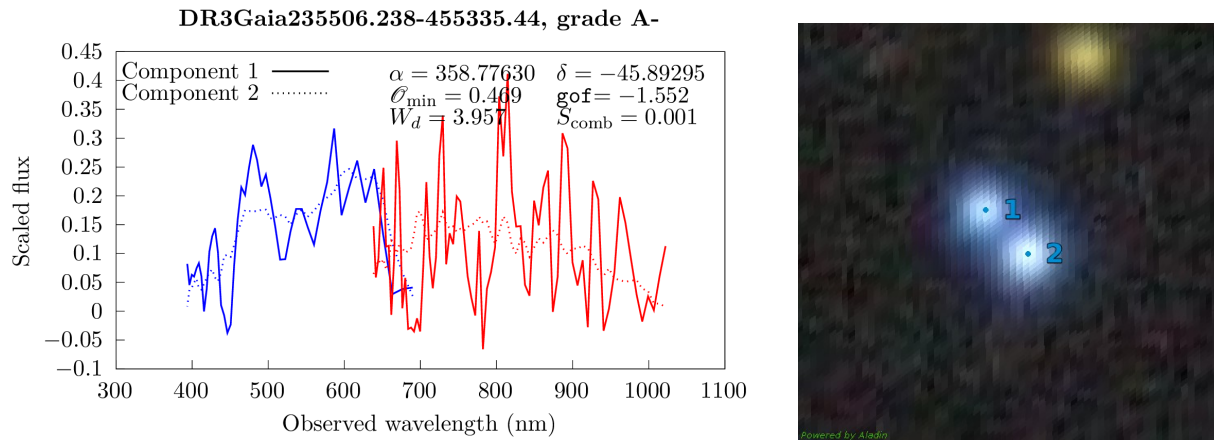 DR3Gaia235506.238-455335.44, grade A-
Component 1
Component 2
α = 358.77630 δ = −45.89295
𝒪min = 0.469 gof= −1.552
Wd = 3.957 Scomb = 0.001
Scaled flux
0.45
0.4
0.35
0.3
0.25
0.2
0.15
0.1
0.05
0
−0.05
−0.1
300 400 500 600 700 800 900 1000 1100
Observed wavelength (nm)
1
2
Powered by Aladin